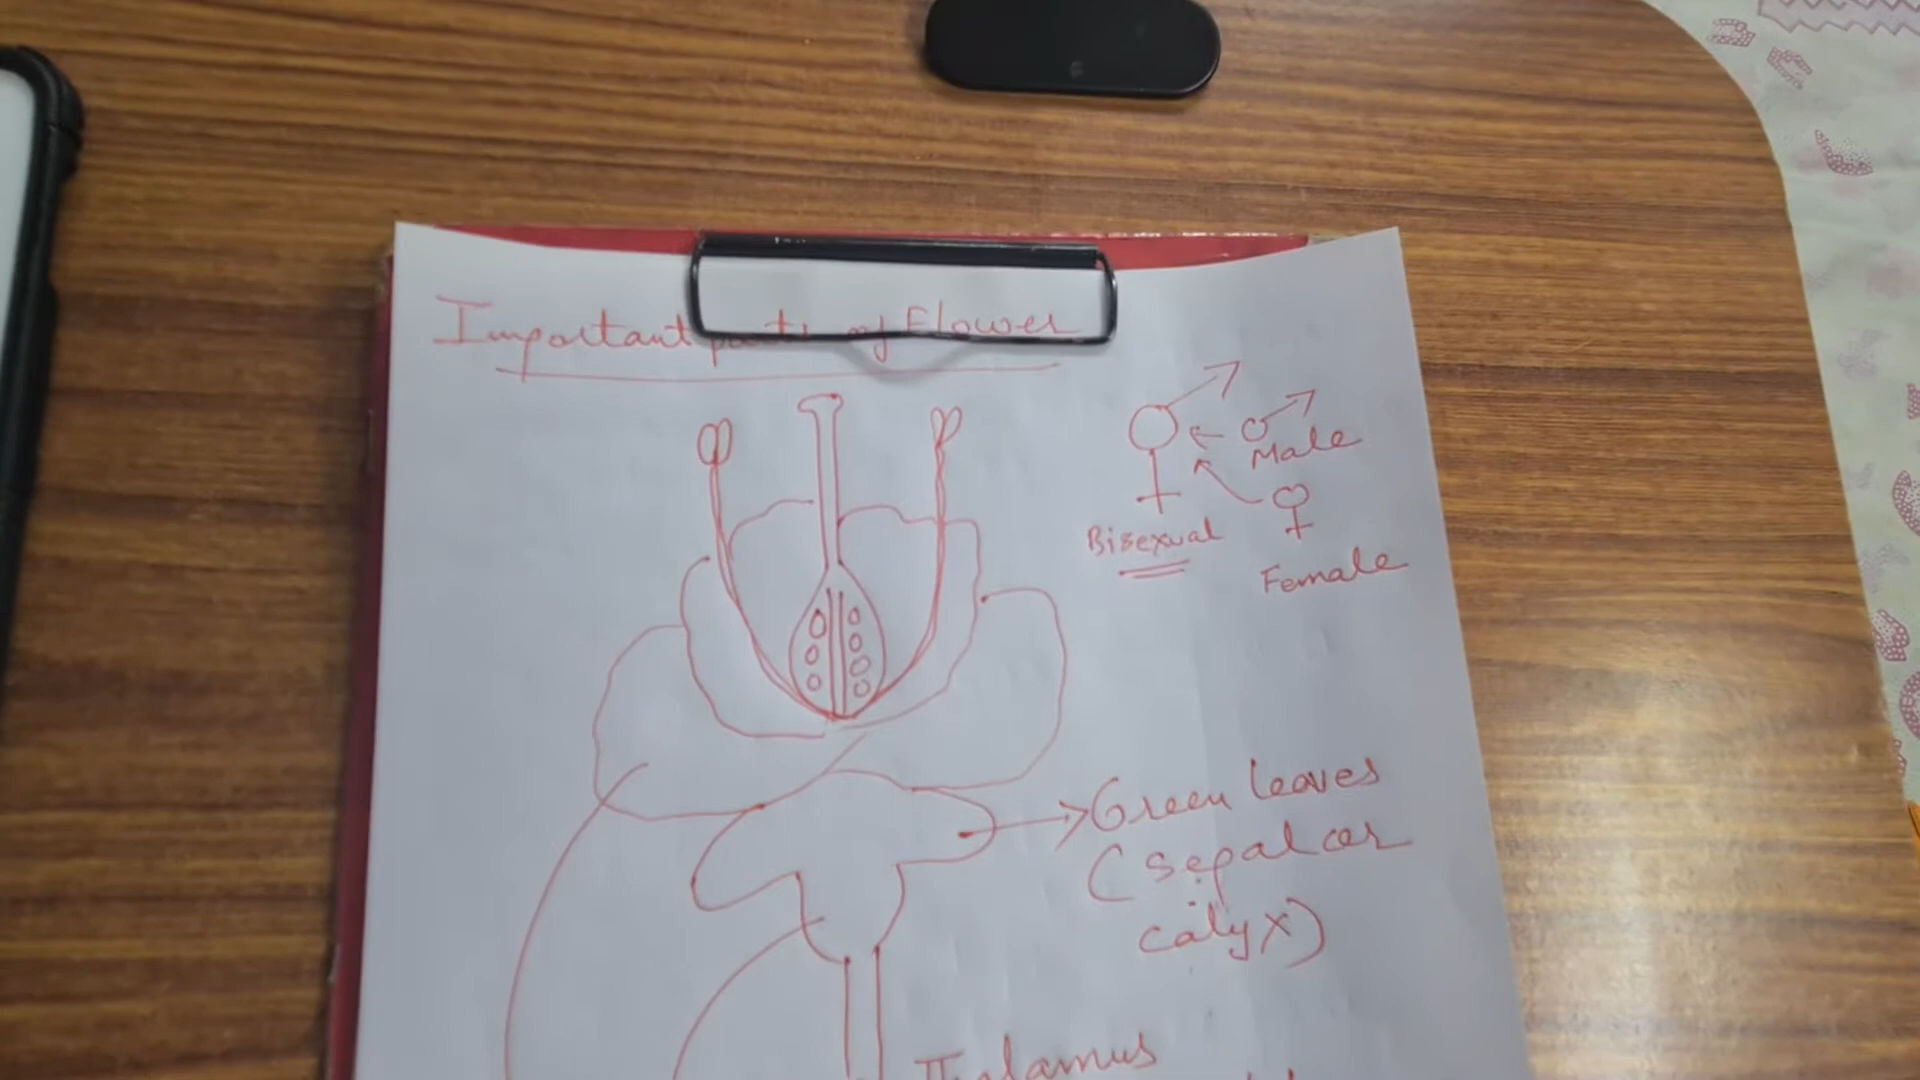 Important parts of Flower
Male
Bisexual
Female
Green leaves
(sepal or
calyx)
Thalamus